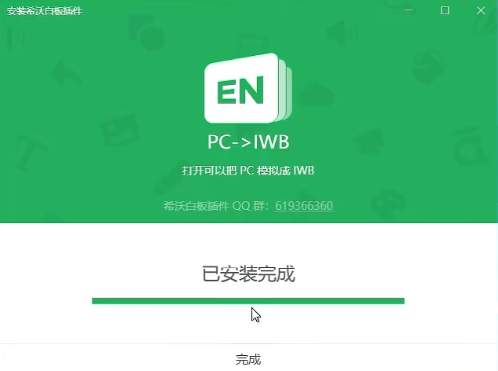 安装希沃白板插件
EN
PC->IWB
打开可以把 PC 模拟成 IWB
希沃白板插件 QQ 群：619366360
已安装完成
完成